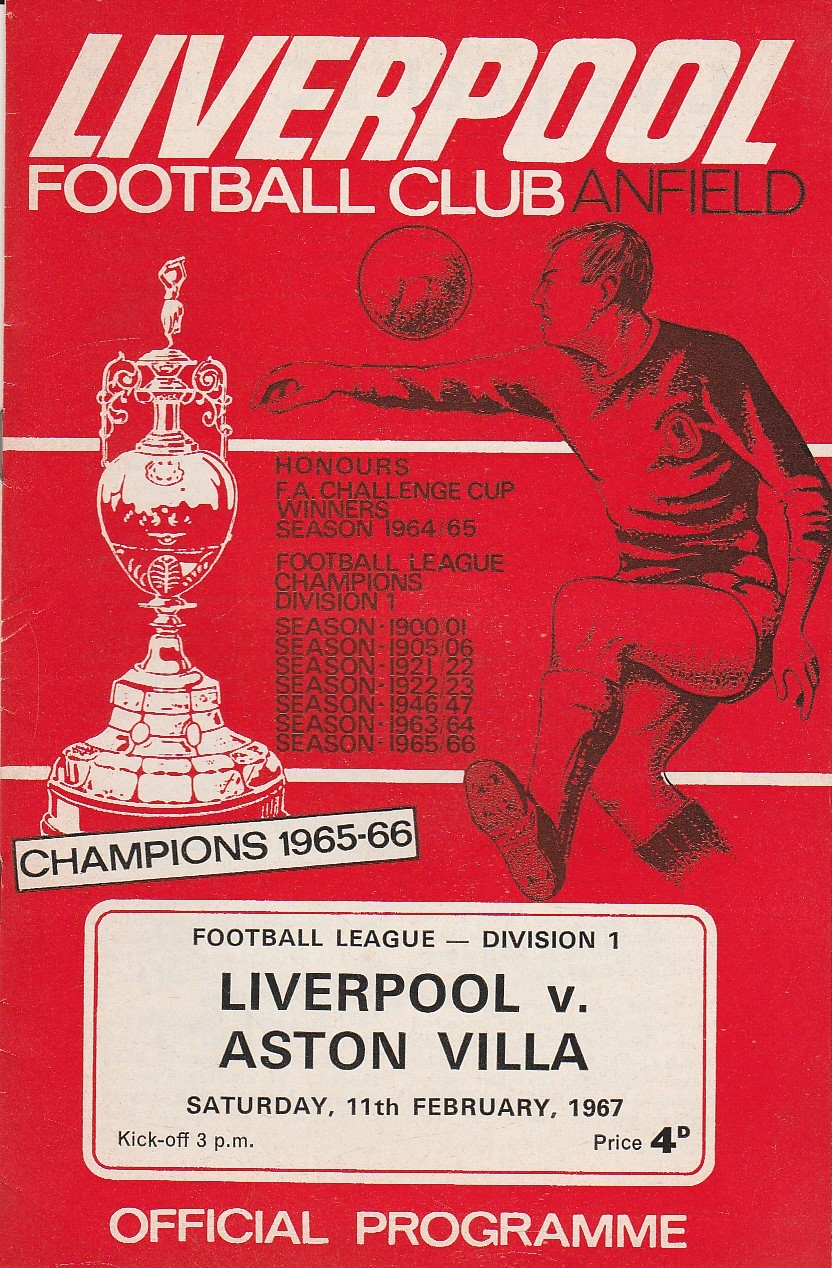 LIVERPOOL
FOOTBALL CLUB ANFIELD
HONOURS
F.A. CHALLENGE CUP
WINNERS
SEASON 1964/65
FOOTBALL LEAGUE
CHAMPIONS
DIVISION 1
SEASON-1900/01
SEASON-1905/06
SEASON-1921/22
SEASON-1922/23
SEASON-1946/47
SEASON-1963/64
SEASON-1965/66
CHAMPIONS 1965-66
FOOTBALL LEAGUE — DIVISION 1
LIVERPOOL v.
ASTON VILLA
SATURDAY, 11th FEBRUARY, 1967
Kick-off 3 p.m. Price 4D
OFFICIAL PROGRAMME